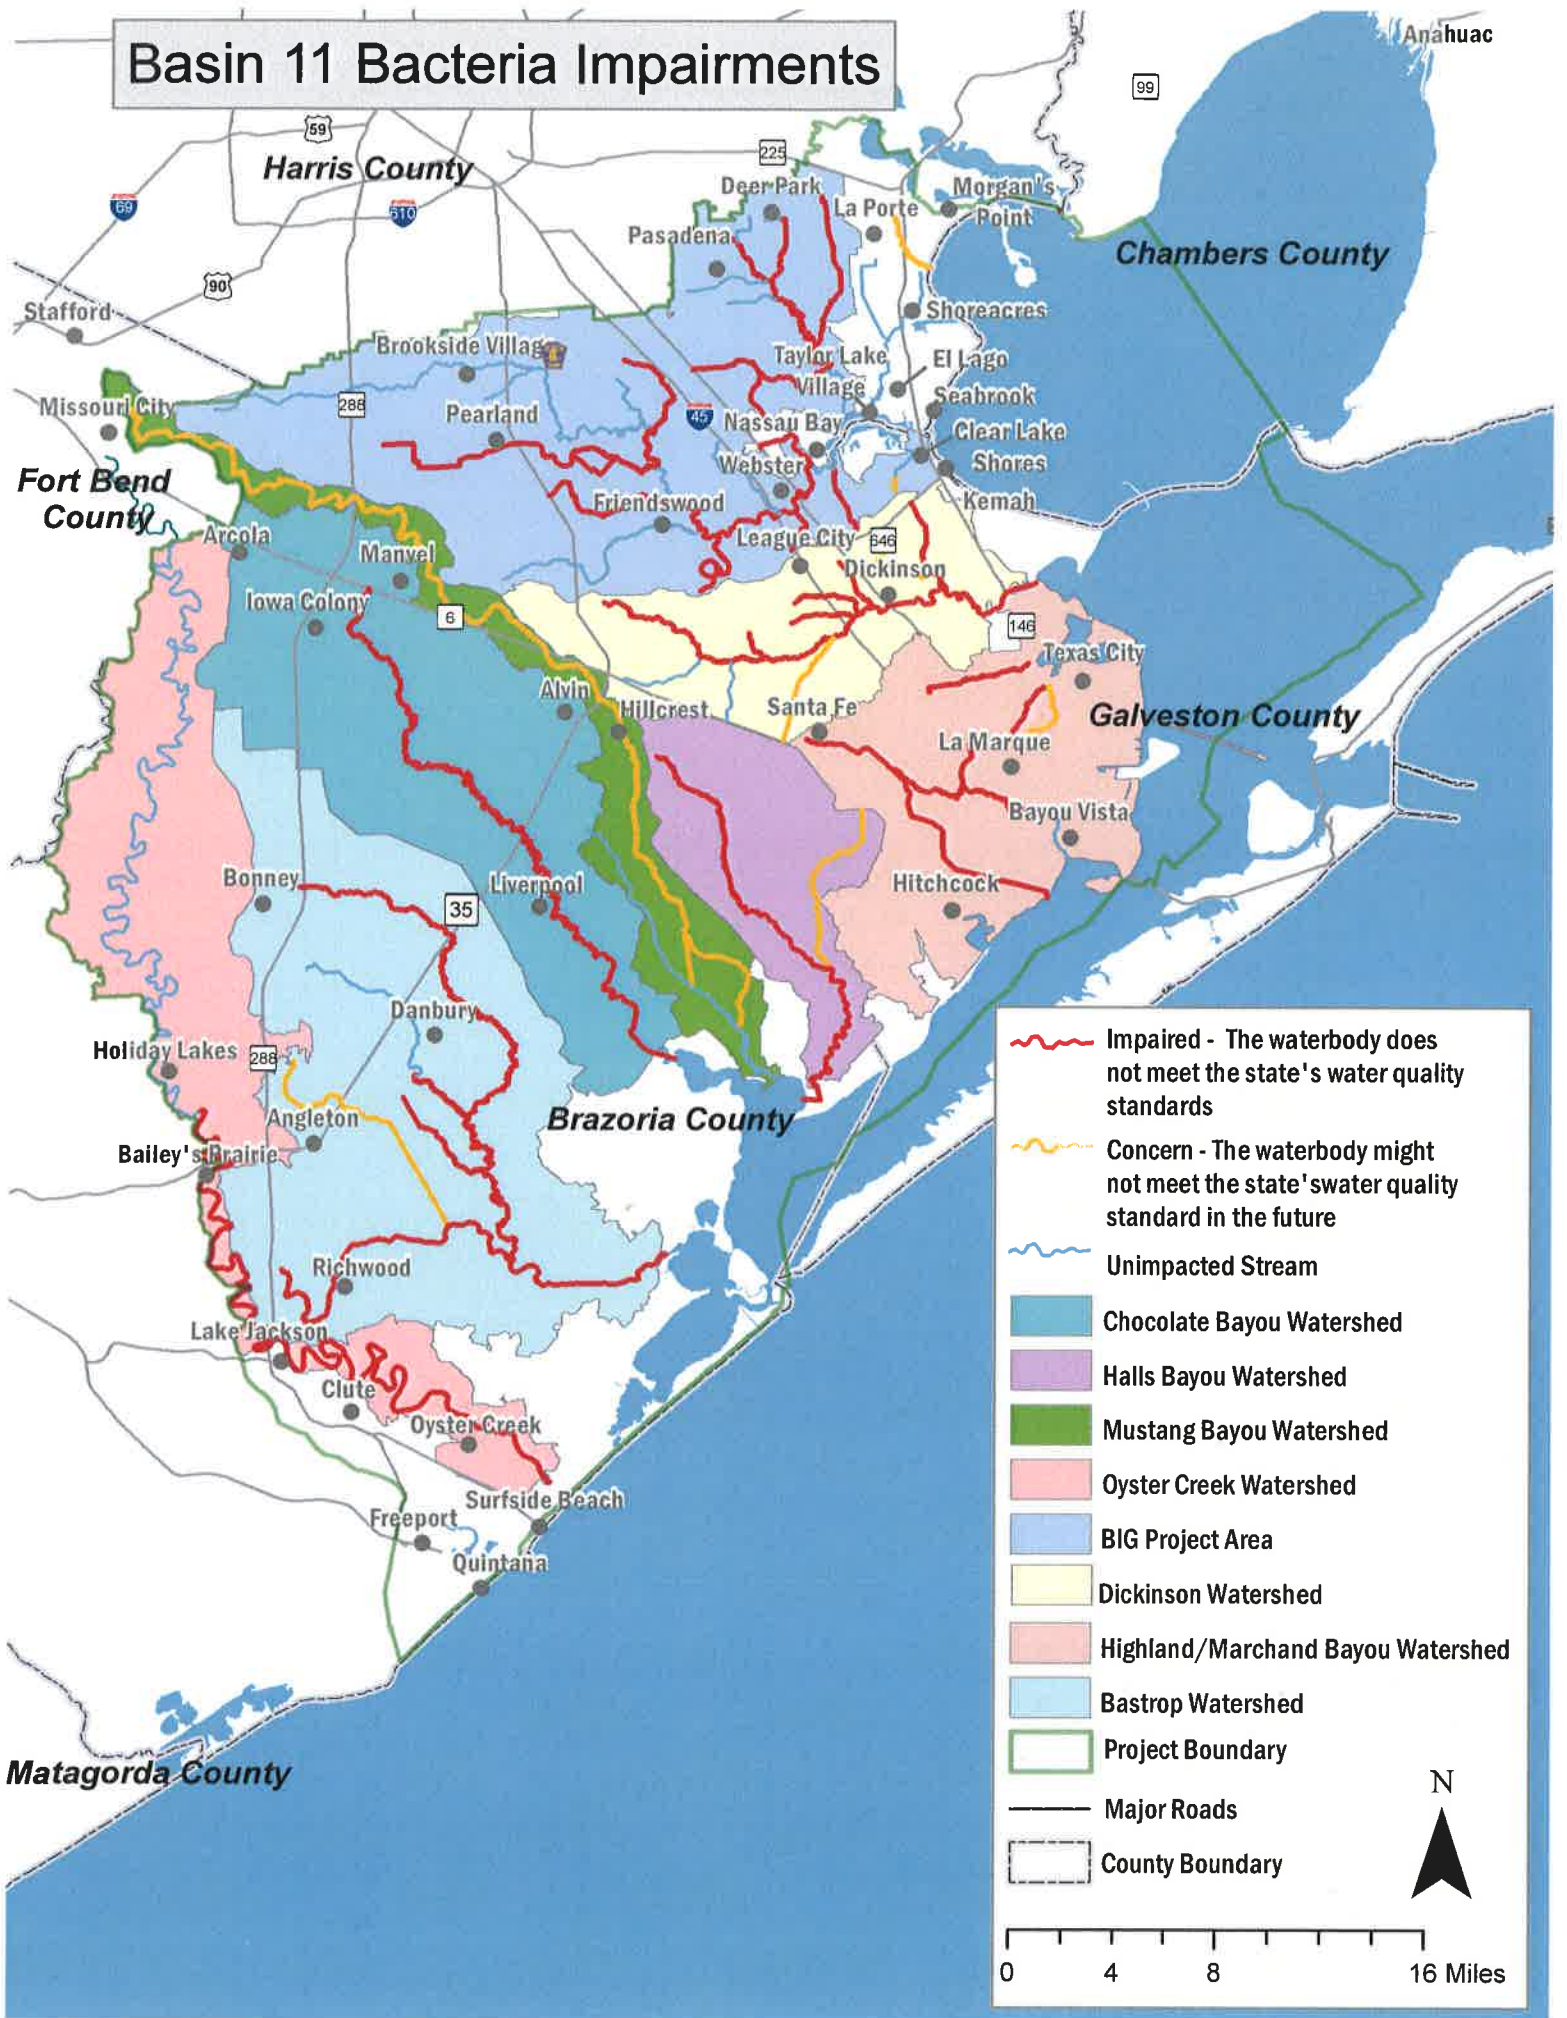 Basin 11 Bacteria Impairments
Anahuac
99
59
Harris County
225
69
610
Deer Park
Morgan's
Point
La Porte
Pasadena
Chambers County
90
Stafford
Shoreacres
Brookside Villag
Taylor Lake
Village
El Lago
Seabrook
Missouri City
288
Pearland
45
Nassau Bay
Clear Lake
Shores
Webster
Fort Bend
County
Friendswood
Kemah
Arcola
League City
646
Manvel
Dickinson
Iowa Colony
6
146
Texas City
Alvin
Hillcrest
Santa Fe
Galveston County
La Marque
Bayou Vista
Bonney
Liverpool
Hitchcock
35
Danbury
Holiday Lakes
288
Angleton
Brazoria County
Bailey's Prairie
Richwood
Lake Jackson
Clute
Oyster Creek
Surfside Beach
Freeport
Quintana
Matagorda County
Impaired - The waterbody does
not meet the state's water quality
standards
Concern - The waterbody might
not meet the state'swater quality
standard in the future
Unimpacted Stream
Chocolate Bayou Watershed
Halls Bayou Watershed
Mustang Bayou Watershed
Oyster Creek Watershed
BIG Project Area
Dickinson Watershed
Highland/Marchand Bayou Watershed
Bastrop Watershed
Project Boundary
Major Roads
County Boundary
N
0 4 8 16 Miles